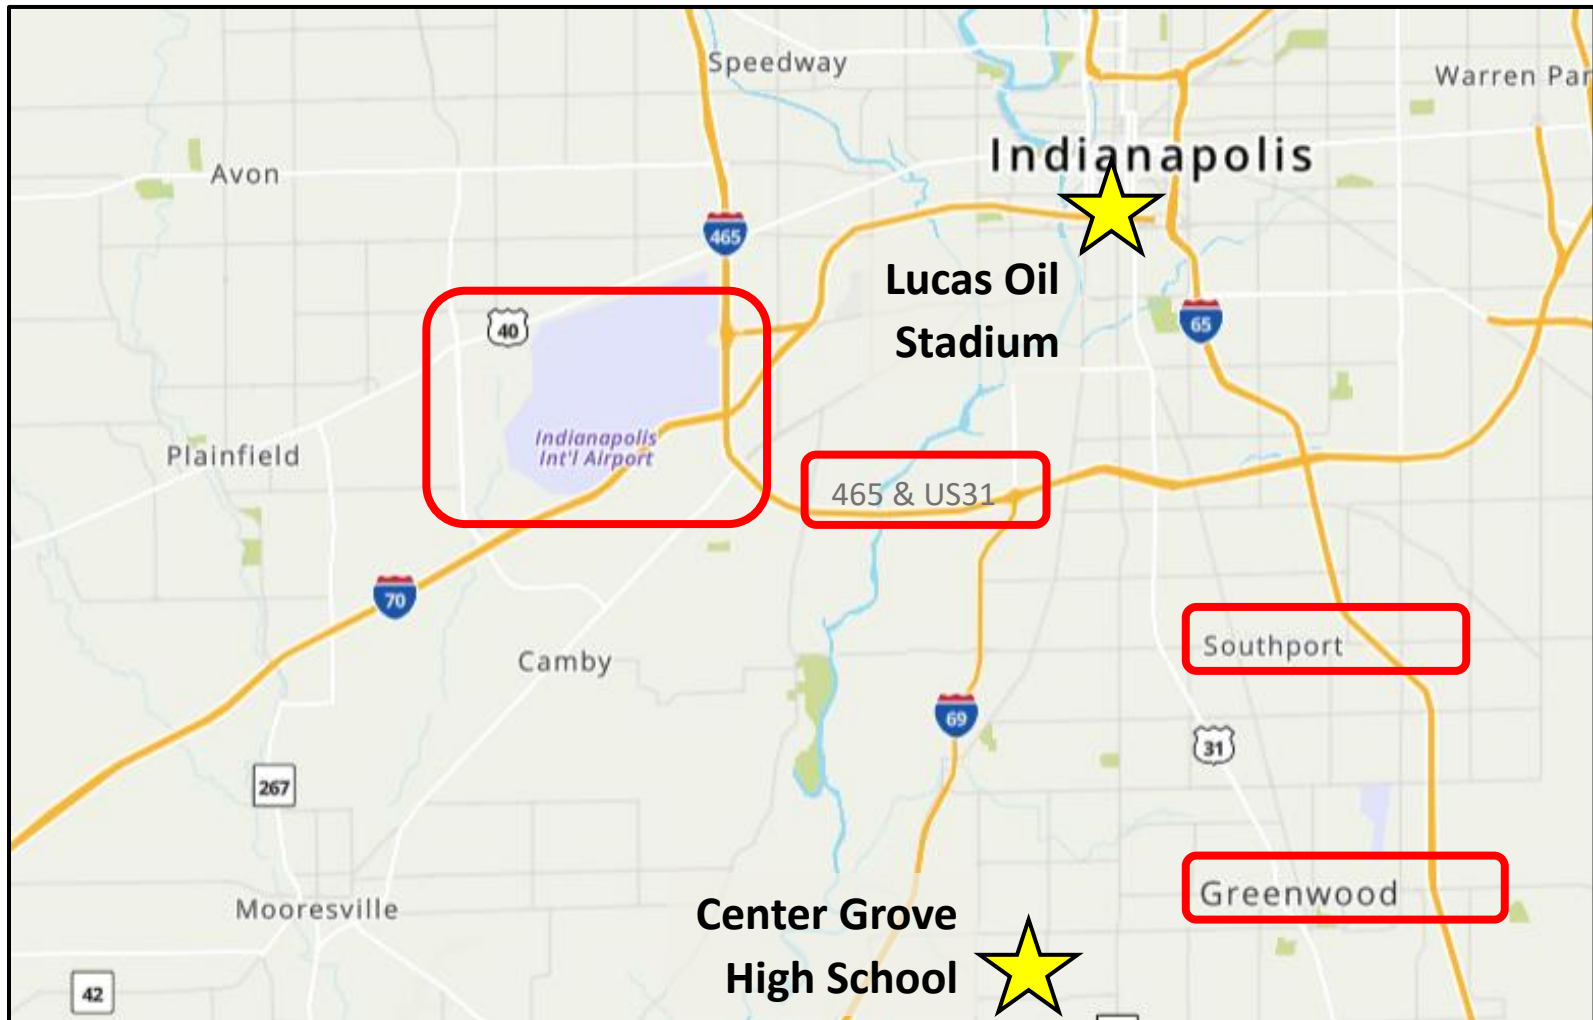 Speedway
Warren Par
Indianapolis
Avon
465
Lucas Oil
Stadium
40
65
Indianapolis
Int'l Airport
Plainfield
465 & US31
70
Southport
Camby
69
31
267
Greenwood
Mooresville
Center Grove
High School
42